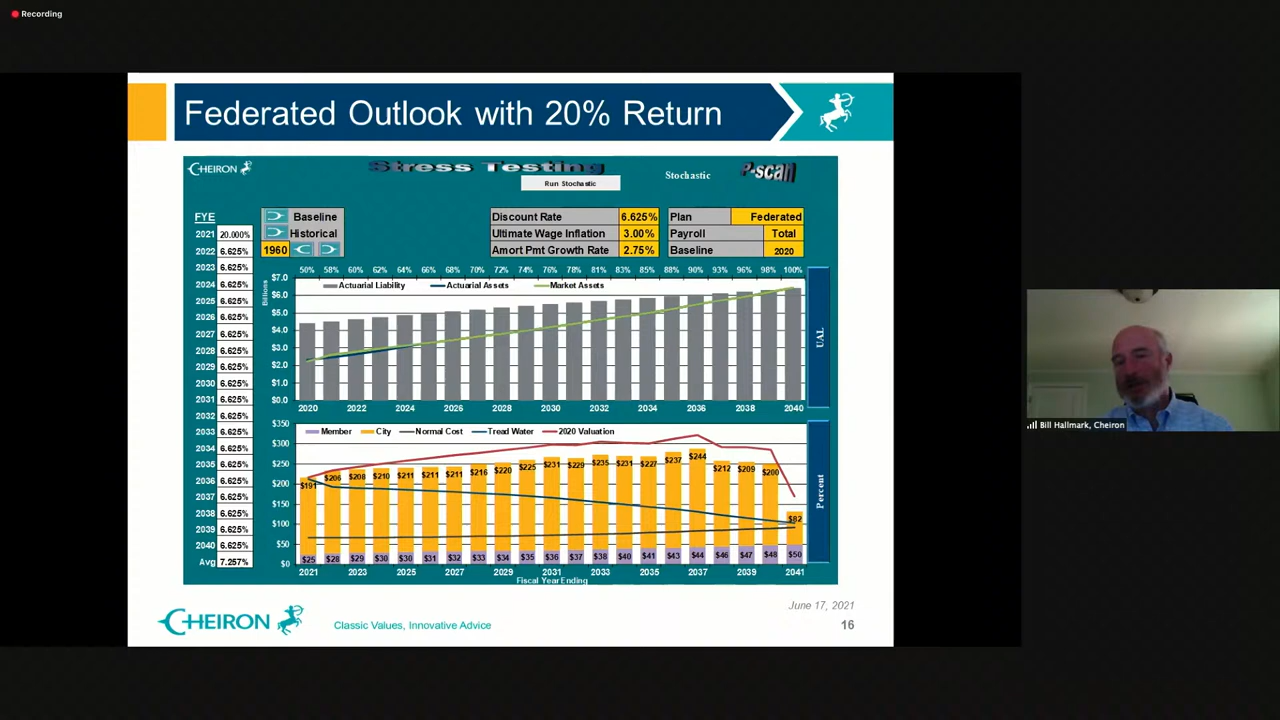 Recording
Federated Outlook with 20% Return
CHEIRON
Stress Testing
Run Stochastic
Stochastic
P-scan
FYE
2021 20.000%
2022 6.625%
2023 6.625%
2024 6.625%
2025 6.625%
2026 6.625%
2027 6.625%
2028 6.625%
2029 6.625%
2030 6.625%
2031 6.625%
2032 6.625%
2033 6.625%
2034 6.625%
2035 6.625%
2036 6.625%
2037 6.625%
2038 6.625%
2039 6.625%
2040 6.625%
Avg 7.257%
Baseline
Historical
1960
Discount Rate 6.625%
Ultimate Wage Inflation 3.00%
Amort Pmt Growth Rate 2.75%
Plan Federated
Payroll Total
Baseline 2020
50% 58% 60% 62% 64% 66% 68% 70% 72% 74% 76% 78% 81% 83% 85% 88% 90% 93% 96% 98% 100%
Billions
$7.0
$6.0
$5.0
$4.0
$3.0
$2.0
$1.0
$0.0
Actuarial Liability Actuarial Assets Market Assets
2020 2022 2024 2026 2028 2030 2032 2034 2036 2038 2040
UAL
$350
$300
$250
$200
$150
$100
$50
$0
Member City Normal Cost Tread Water 2020 Valuation
$191 $206 $208 $210 $211 $211 $211 $216 $220 $225 $231 $229 $235 $231 $227 $237 $244 $212 $209 $200 $82
$25 $28 $29 $30 $30 $31 $32 $33 $34 $35 $36 $37 $38 $40 $41 $43 $44 $46 $47 $48 $50
2021 2023 2025 2027 2029 2031 2033 2035 2037 2039 2041
Fiscal Year Ending
Percent
June 17, 2021
CHEIRON
Classic Values, Innovative Advice
16
Bill Hallmark, Cheiron